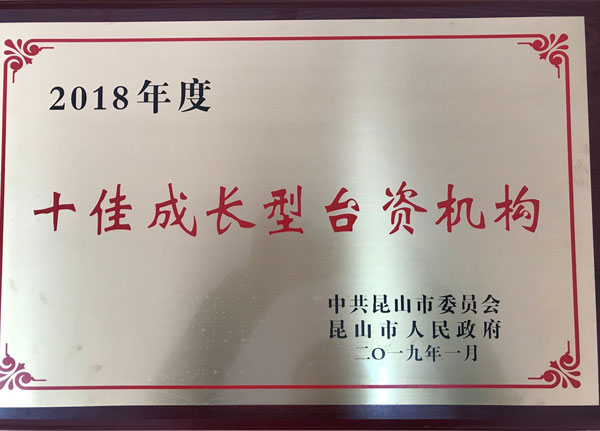 2018年度
十佳成长型台资机构
中共昆山市委员会
昆山市人民政府
二〇一九年一月